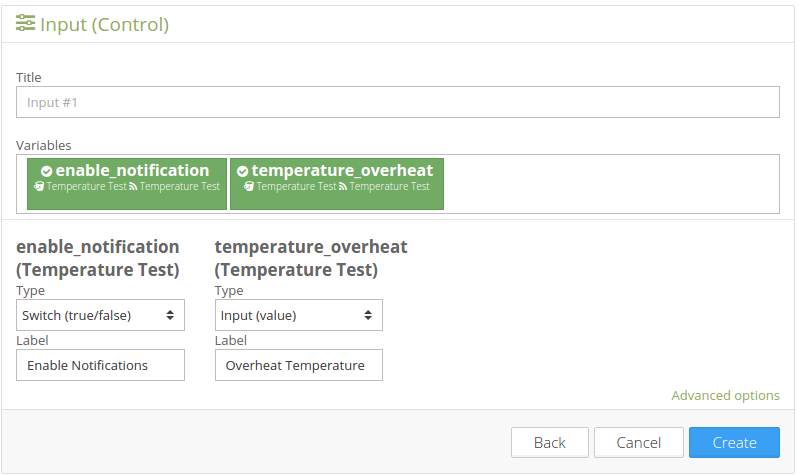 Input (Control)
Title
Input #1
Variables
enable_notification temperature_overheat
Temperature Test Temperature Test Temperature Test Temperature Test
enable_notification temperature_overheat
(Temperature Test) (Temperature Test)
Type Type
Switch (true/false) Input (value)
Label Label
Enable Notifications Overheat Temperature
Advanced options
Back Cancel Create